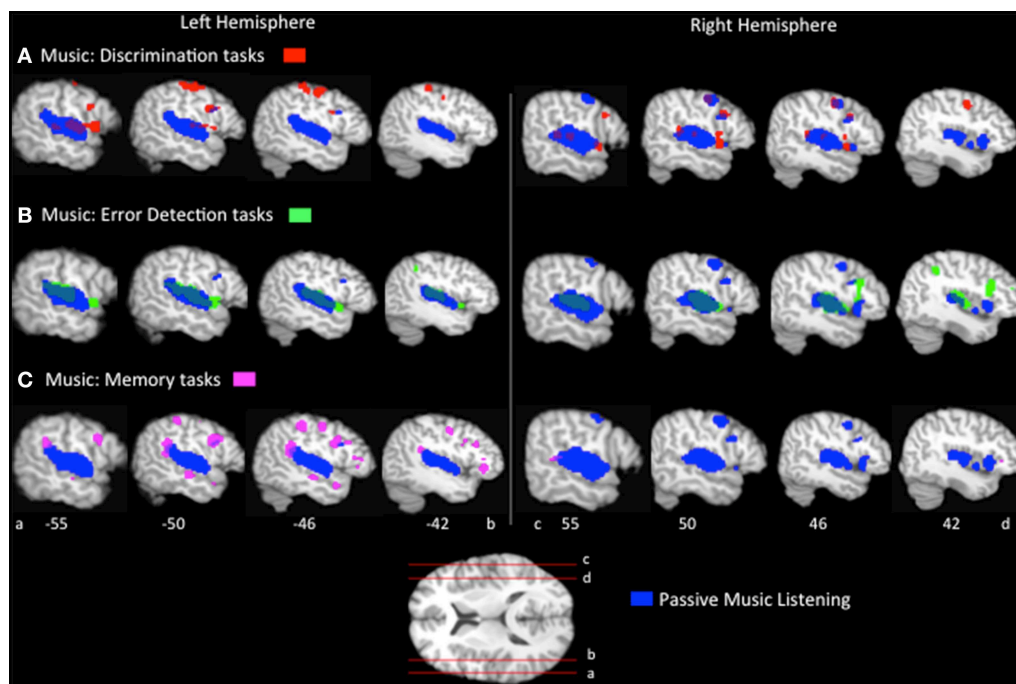 Left Hemisphere
Right Hemisphere
A Music: Discrimination tasks
B Music: Error Detection tasks
C Music: Memory tasks
a -55 -50 -46 -42 b c 55 50 46 42 d
c
d
Passive Music Listening
b
a